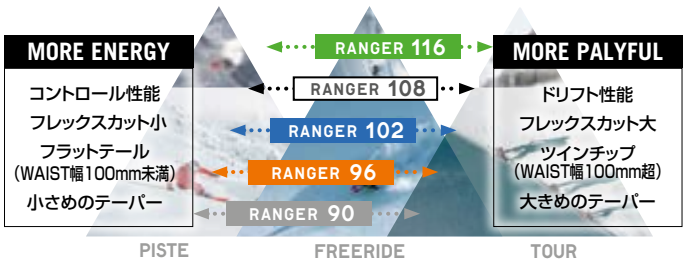 MORE ENERGY
コントロール性能
フレックスカット小
フラットテール
(WAIST幅100mm未満)
小さめのテーパー
RANGER 116
RANGER 108
RANGER 102
RANGER 96
RANGER 90
MORE PALYFUL
ドリフト性能
フレックスカット大
ツインチップ
(WAIST幅100mm超)
大きめのテーパー
PISTE
FREERIDE
TOUR